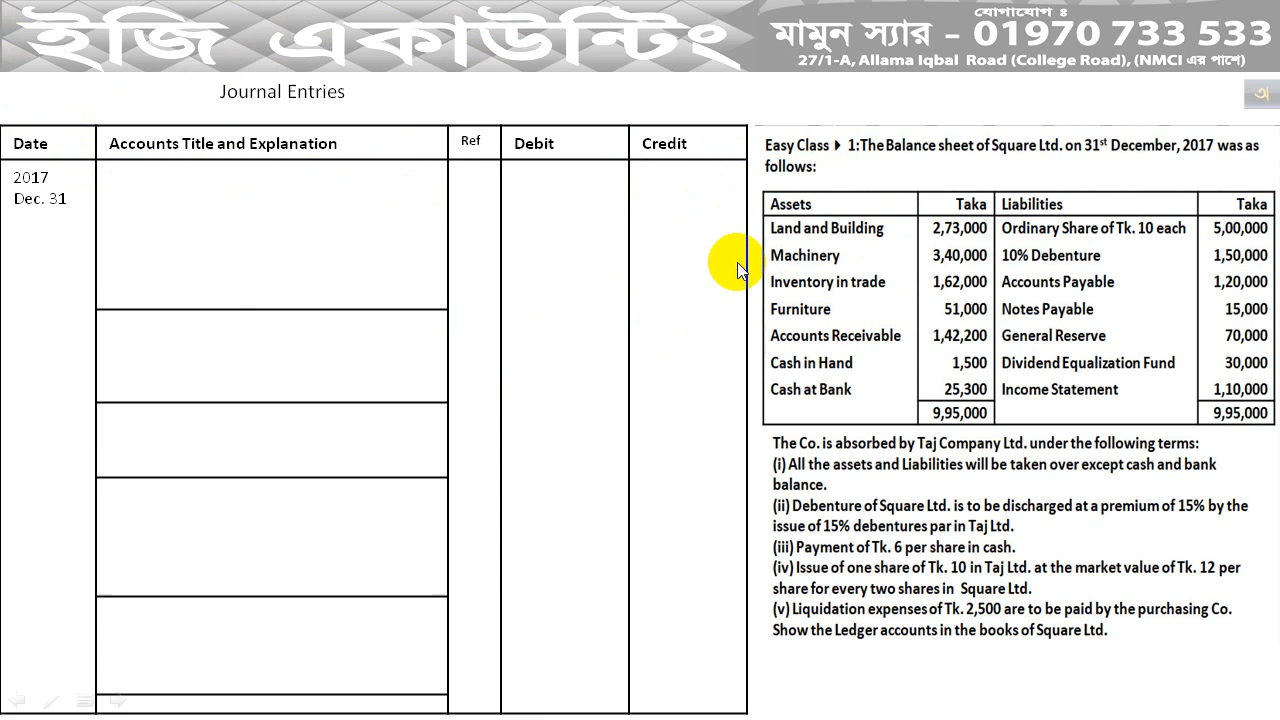 ইজি একাউন্টিং
যোগাযোগ ঃ
মামুন স্যার – 01970 733 533
27/1-A, Allama Iqbal Road (College Road), (NMCI এর পাশে)
অ
Journal Entries
Date Accounts Title and Explanation Ref Debit Credit
2017
Dec. 31
Easy Class 1:The Balance sheet of Square Ltd. on 31st December, 2017 was as
follows:
Assets Taka Liabilities Taka
Land and Building 2,73,000 Ordinary Share of Tk. 10 each 5,00,000
Machinery 3,40,000 10% Debenture 1,50,000
Inventory in trade 1,62,000 Accounts Payable 1,20,000
Furniture 51,000 Notes Payable 15,000
Accounts Receivable 1,42,200 General Reserve 70,000
Cash in Hand 1,500 Dividend Equalization Fund 30,000
Cash at Bank 25,300 Income Statement 1,10,000
9,95,000 9,95,000
The Co. is absorbed by Taj Company Ltd. under the following terms:
(i) All the assets and Liabilities will be taken over except cash and bank
balance.
(ii) Debenture of Square Ltd. is to be discharged at a premium of 15% by the
issue of 15% debentures par in Taj Ltd.
(iii) Payment of Tk. 6 per share in cash.
(iv) Issue of one share of Tk. 10 in Taj Ltd. at the market value of Tk. 12 per
share for every two shares in Square Ltd.
(v) Liquidation expenses of Tk. 2,500 are to be paid by the purchasing Co.
Show the Ledger accounts in the books of Square Ltd.